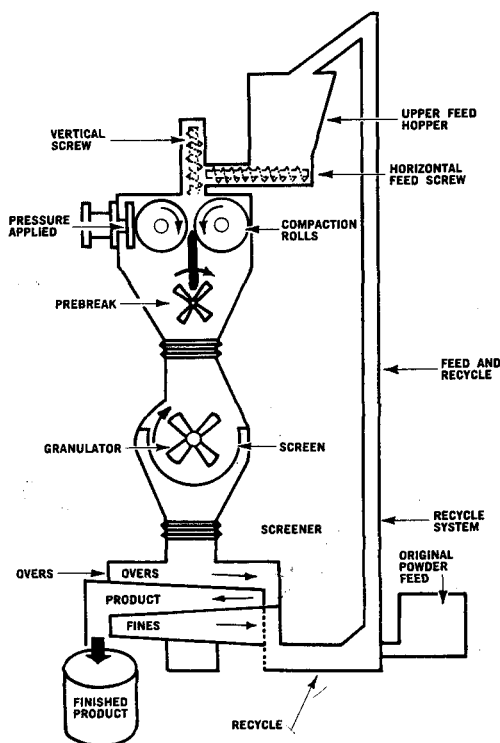 UPPER FEED
HOPPER
VERTICAL
SCREW
HORIZONTAL
FEED SCREW
PRESSURE
APPLIED
COMPACTION
ROLLS
PREBREAK
FEED AND
RECYCLE
GRANULATOR
SCREEN
SCREENER
RECYCLE
SYSTEM
ORIGINAL
POWDER
FEED
OVERS
OVERS
PRODUCT
FINES
FINISHED
PRODUCT
RECYCLE